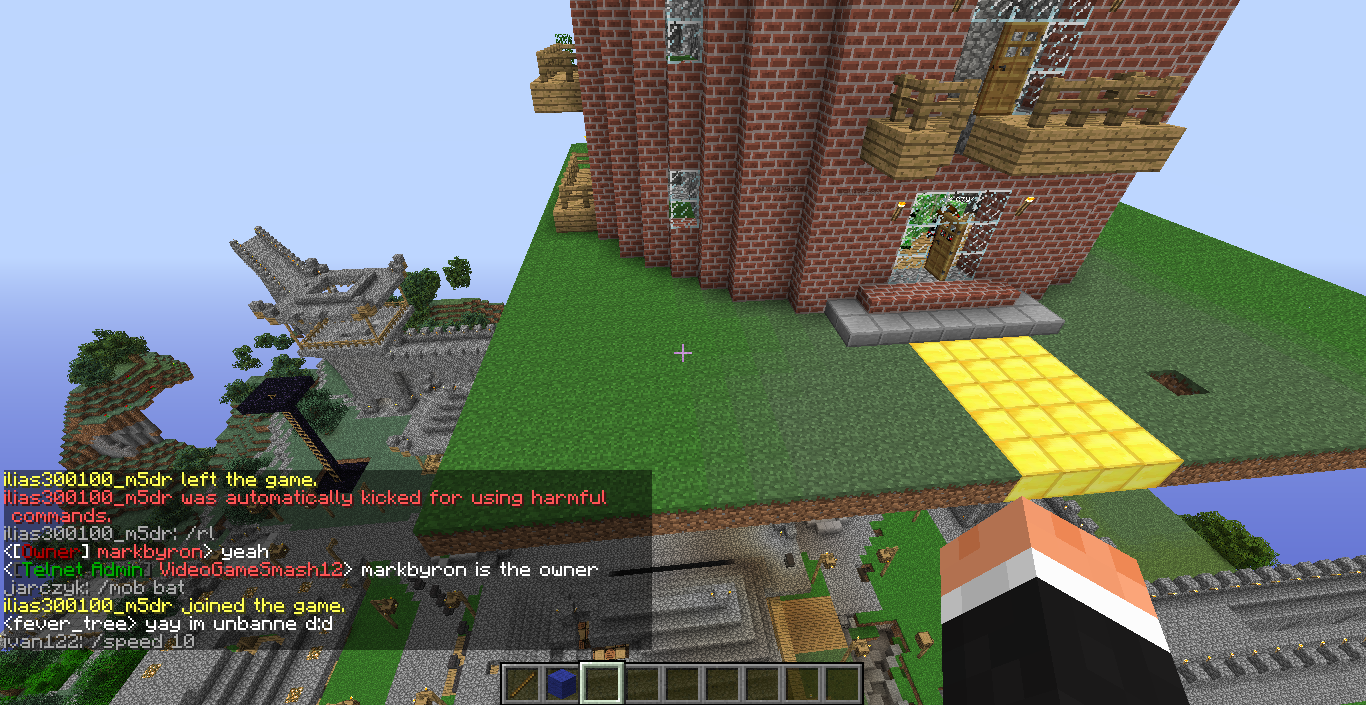 ilias300100_m5dr left the game.
ilias300100_m5dr was automatically kicked for using harmful
commands.
ilias300100_m5dr: /rl
<[Owner] markbyron> yeah
<[Telnet Admin] VideoGameSmash12> markbyron is the owner
jarczyk: /mob bat
ilias300100_m5dr joined the game.
<fever_tree> yay im unbanne d;d
ivan122: /speed 10